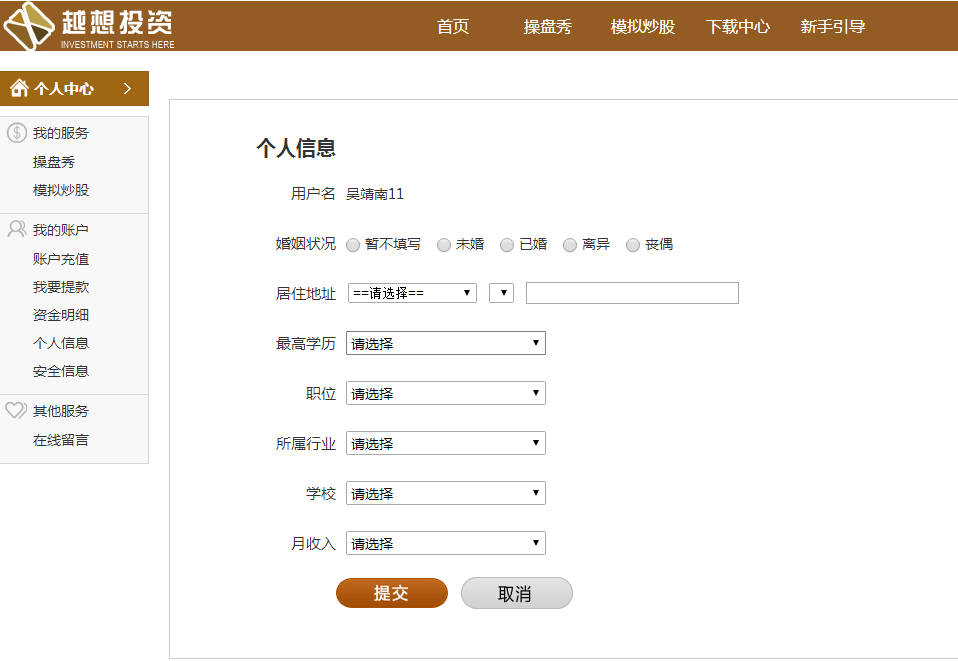 越想投资
INVESTMENT STARTS HERE
首页 操盘秀 模拟炒股 下载中心 新手引导
个人中心
我的服务
操盘秀
模拟炒股
我的账户
账户充值
我要提款
资金明细
个人信息
安全信息
其他服务
在线留言
个人信息
用户名 吴靖南11
婚姻状况 暂不填写 未婚 已婚 离异 丧偶
居住地址 ==请选择==
最高学历 请选择
职位 请选择
所属行业 请选择
学校 请选择
月收入 请选择
提交 取消